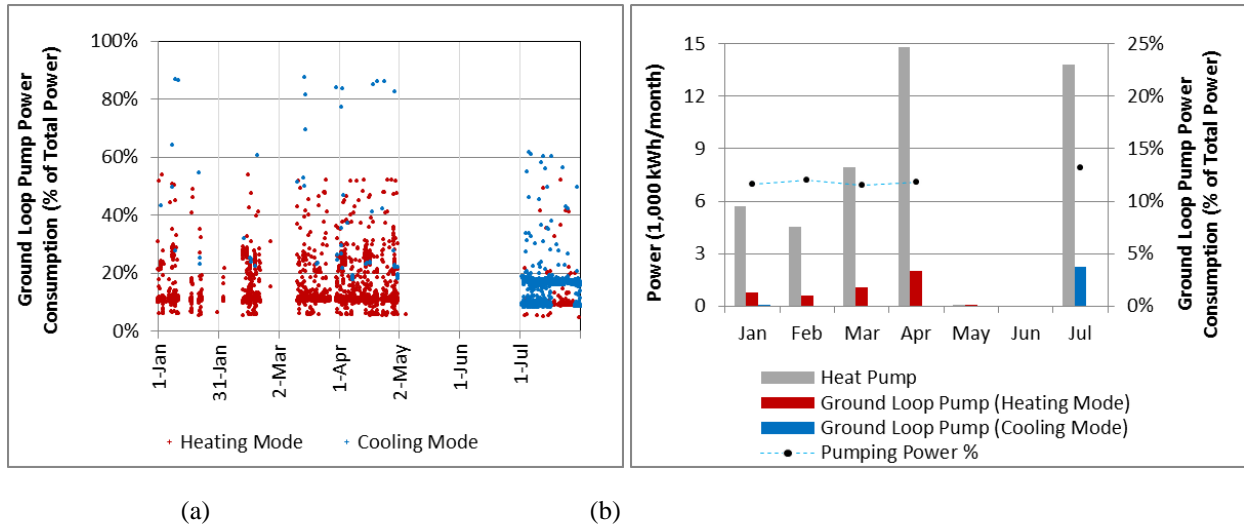 Ground Loop Pump Power
Consumption (% of Total Power)
100%
80%
60%
40%
20%
0%
1-Jan
31-Jan
2-Mar
1-Apr
2-May
1-Jun
1-Jul
Heating Mode
Cooling Mode
Power (1,000 kWh/month)
15
12
9
6
3
0
25%
20%
15%
10%
5%
0%
Ground Loop Pump Power
Consumption (% of Total Power)
Jan Feb Mar Apr May Jun Jul
Heat Pump
Ground Loop Pump (Heating Mode)
Ground Loop Pump (Cooling Mode)
Pumping Power %
(a) (b)